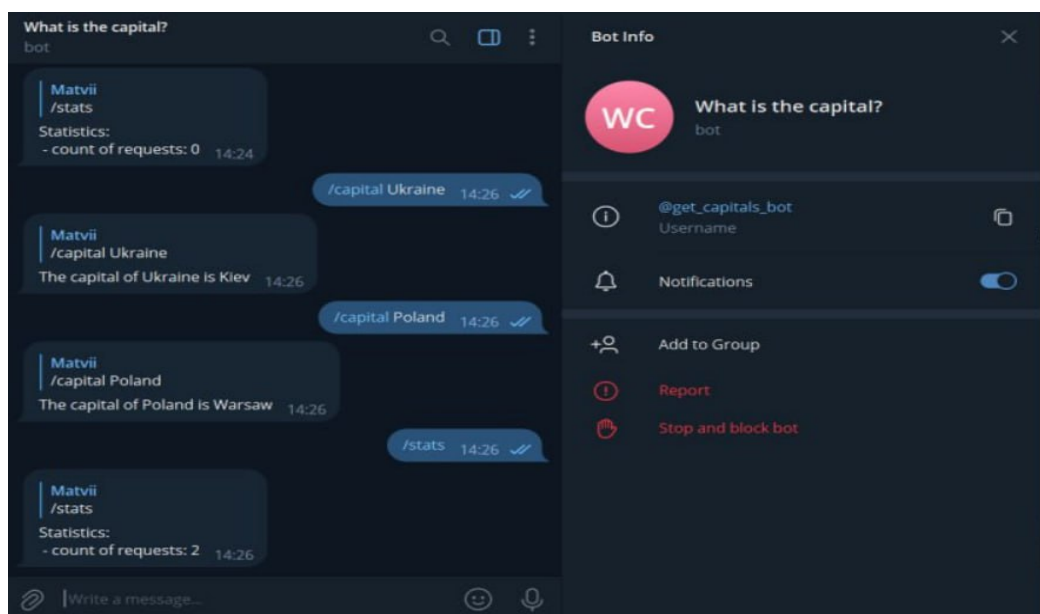 What is the capital?
bot
Matvii
/stats
Statistics:
- count of requests: 0 14:24
/capital Ukraine 14:26
Matvii
/capital Ukraine
The capital of Ukraine is Kiev 14:26
/capital Poland 14:26
Matvii
/capital Poland
The capital of Poland is Warsaw 14:26
/stats 14:26
Matvii
/stats
Statistics:
- count of requests: 2 14:26
Write a message...
Bot Info
WC
What is the capital?
bot
@get_capitals_bot
Username
Notifications
Add to Group
Report
Stop and block bot